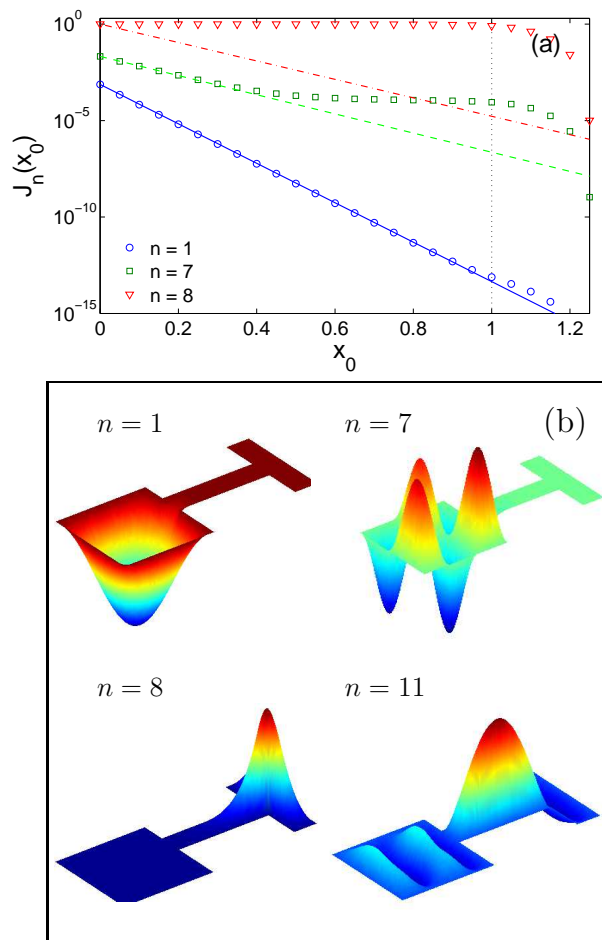 (a)
J_n(x_0)
10^0
10^-5
10^-10
10^-15
n = 1
n = 7
n = 8
0 0.2 0.4 0.6 0.8 1 1.2
x_0
n = 1
n = 7
(b)
n = 8
n = 11